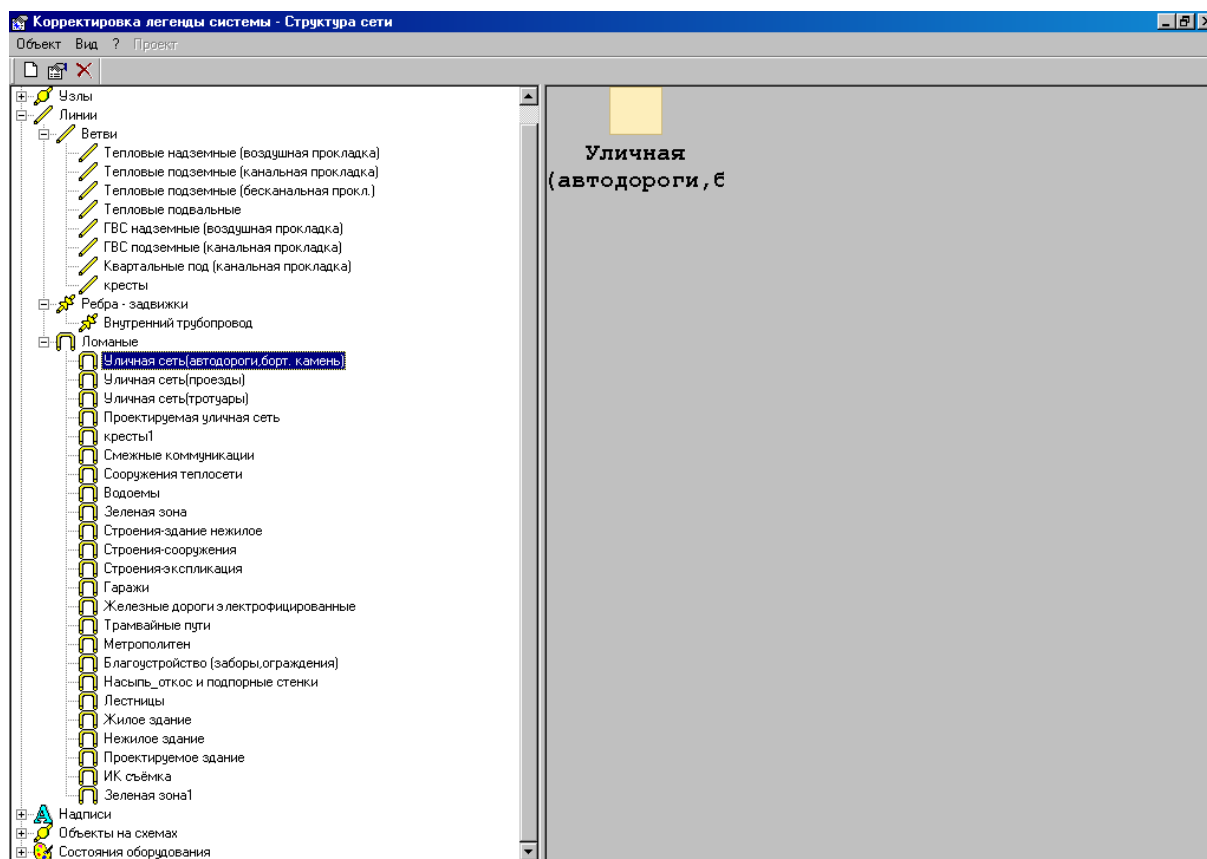 Корректировка легенды системы - Структура сети
Объект Вид ? Проект
Узлы
Линии
Ветви
Тепловые надземные (воздушная прокладка)
Тепловые подземные (канальная прокладка)
Тепловые подземные (бесканальная прокл.)
Тепловые подвальные
ГВС надземные (воздушная прокладка)
ГВС подземные (канальная прокладка)
Квартальные под (канальная прокладка)
кресты
Ребра - задвижки
Внутренний трубопровод
Ломаные
Уличная сеть(автодороги,борт. камень)
Уличная сеть(проезды)
Уличная сеть(тротуары)
Проектируемая уличная сеть
кресты1
Смежные коммуникации
Сооружения теплосети
Водоемы
Зеленая зона
Строения-здание нежилое
Строения-сооружения
Строения-экспликация
Гаражи
Железные дороги электрофицированные
Трамвайные пути
Метрополитен
Благоустройство (заборы,ограждения)
Насыпь_откос и подпорные стенки
Лестницы
Жилое здание
Нежилое здание
Проектируемое здание
ИК съёмка
Зеленая зона1
Надписи
Объекты на схемах
Состояния оборудования
Уличная
(автодороги,б